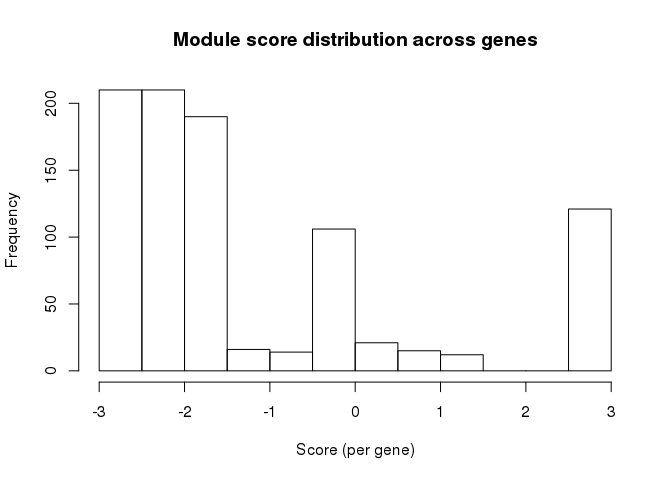 Module score distribution across genes
Frequency
200
150
100
50
0
-3 -2 -1 0 1 2 3
Score (per gene)